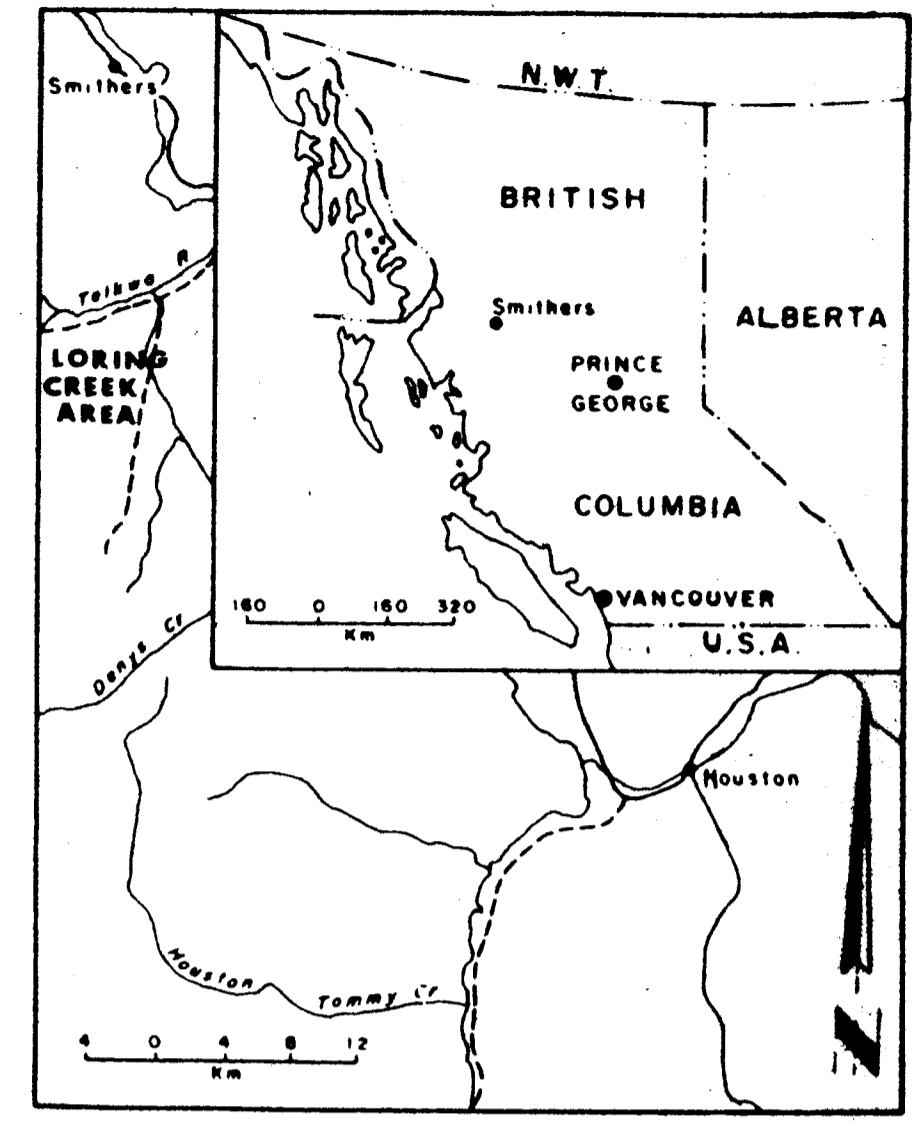 Smithers
N.W.T.
BRITISH
Telkwa R
Smithers
ALBERTA
LORING
CREEK
AREA
PRINCE
GEORGE
COLUMBIA
160 0 160 320
Km
VANCOUVER
U.S.A.
Denys Cr
Houston
Houston
Tommy Cr
4 0 4 8 12
Km
N